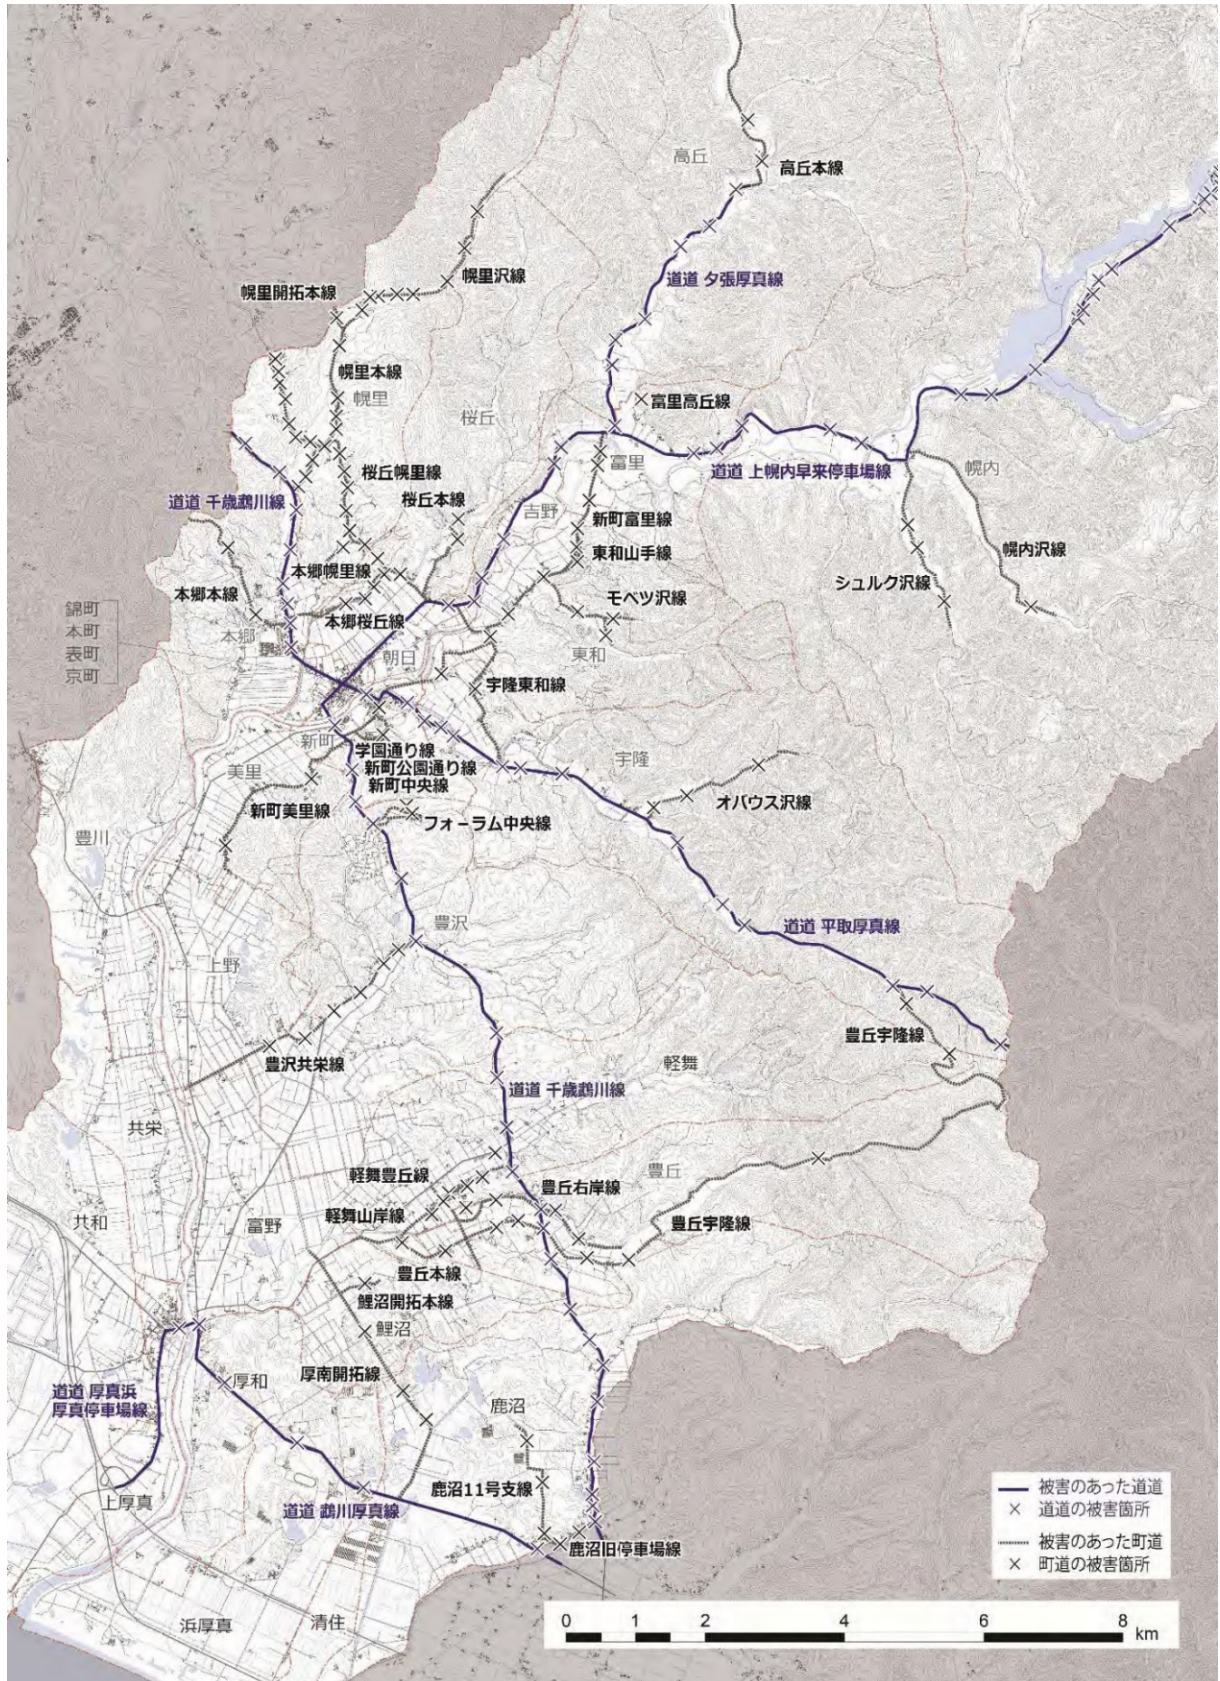 高丘
高丘本線
道道 夕張厚真線
幌里沢線
幌里開拓本線
幌里本線
幌里
桜丘
富里高丘線
富里
道道 上幌内早来停車場線
幌内
桜丘幌里線
桜丘本線
道道 千歳鵡川線
吉野
新町富里線
東和山手線
幌内沢線
シュルク沢線
本郷幌里線
本郷本線
モベツ沢線
本郷桜丘線
錦町
本町
表町
京町
本郷
朝日
東和
宇隆東和線
新町
学園通り線
新町公園通り線
新町中央線
宇隆
美里
オバウス沢線
新町美里線
フォーラム中央線
豊川
豊沢
道道 平取厚真線
上野
豊丘宇隆線
豊沢共栄線
軽舞
道道 千歳鵡川線
共栄
軽舞豊丘線
豊丘
豊丘右岸線
軽舞山岸線
共和
富野
豊丘宇隆線
豊丘本線
鯉沼開拓本線
鯉沼
厚南開拓線
厚和
道道 厚真浜
厚真停車場線
鹿沼
鹿沼11号支線
上厚真
道道 鵡川厚真線
鹿沼旧停車場線
浜厚真
清住
被害のあった道道
道道の被害箇所
被害のあった町道
町道の被害箇所
0 1 2 4 6 8
km